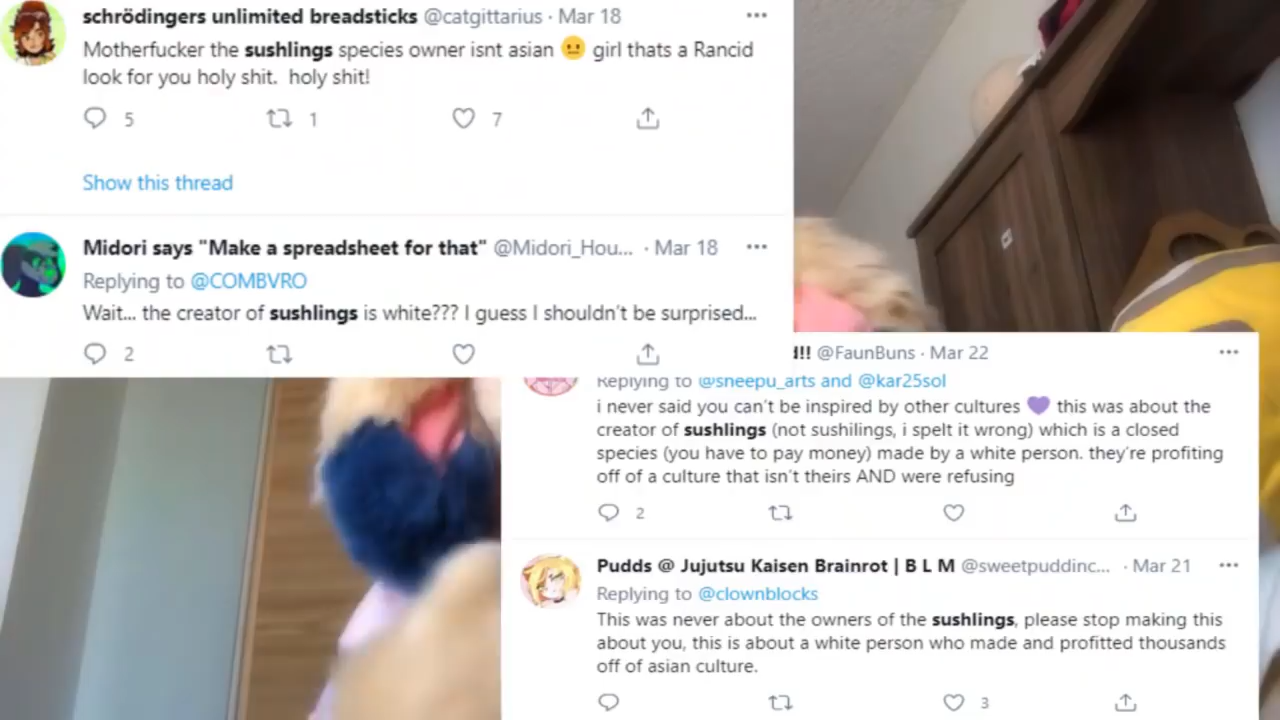 schrödingers unlimited breadsticks @catgittarius · Mar 18
Motherfucker the sushlings species owner isnt asian 😐 girl thats a Rancid
look for you holy shit.  holy shit!
5 1 7
Show this thread
Midori says "Make a spreadsheet for that" @Midori_Hou... · Mar 18
Replying to @COMBVRO
Wait... the creator of sushlings is white??? I guess I shouldn't be surprised...
2
!! @FaunBuns · Mar 22
Replying to @sneepu_arts and @kar25sol
i never said you can't be inspired by other cultures 💜 this was about the
creator of sushlings (not sushilings, i spelt it wrong) which is a closed
species (you have to pay money) made by a white person. they're profiting
off of a culture that isn't theirs AND were refusing
2
Pudds @ Jujutsu Kaisen Brainrot | B L M @sweetpuddinc... · Mar 21
Replying to @clownblocks
This was never about the owners of the sushlings, please stop making this
about you, this is about a white person who made and profitted thousands
off of asian culture.
3